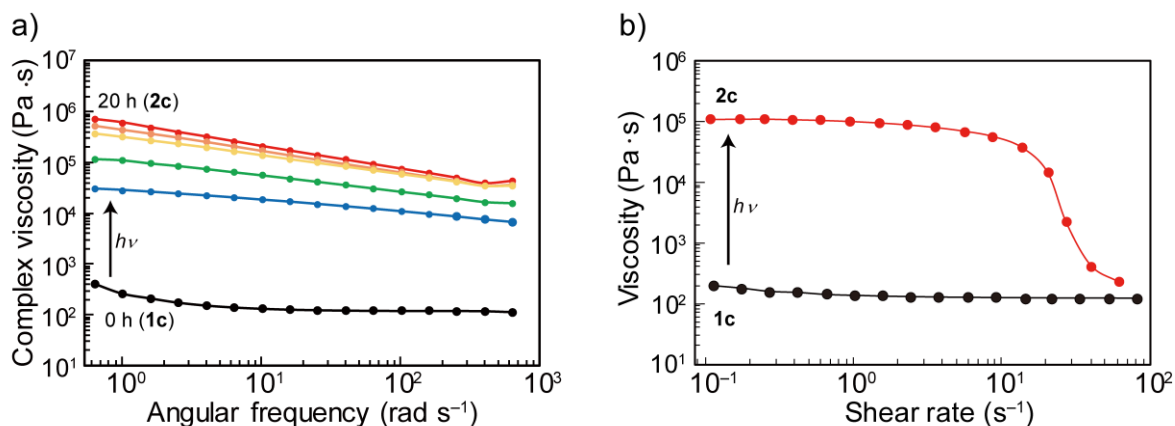 a)
Complex viscosity (Pa·s)
10⁷
10⁶
10⁵
10⁴
10³
10²
10¹
20 h (2c)
hν
0 h (1c)
10⁰
10¹
10²
10³
Angular frequency (rad s⁻¹)
b)
Viscosity (Pa·s)
10⁶
10⁵
10⁴
10³
10²
10¹
2c
hν
1c
10⁻¹
10⁰
10¹
10²
Shear rate (s⁻¹)